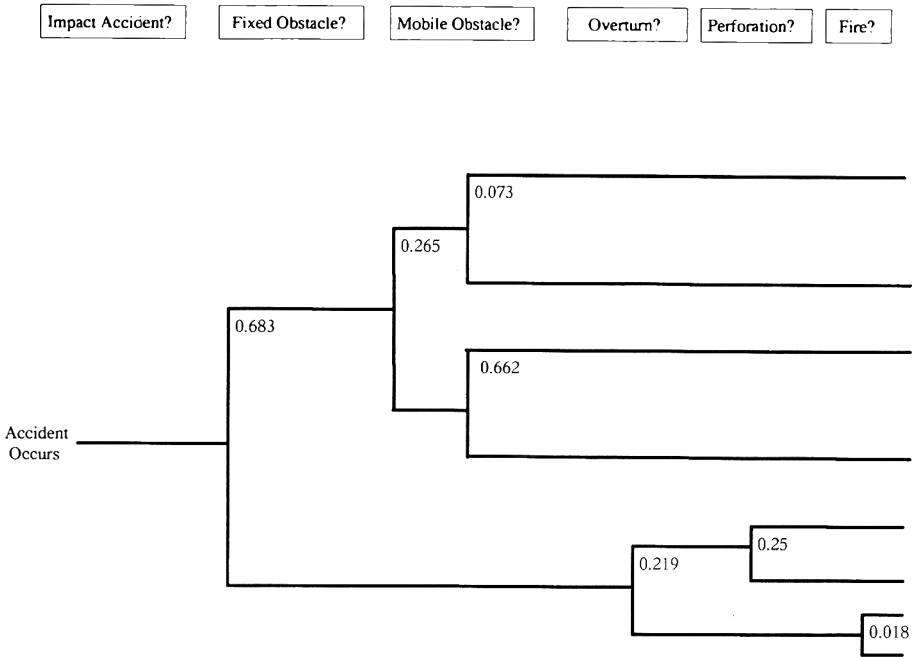 Impact Accident?
Fixed Obstacle?
Mobile Obstacle?
Overturn?
Perforation?
Fire?
0.073
0.265
0.683
0.662
Accident
Occurs
0.25
0.219
0.018